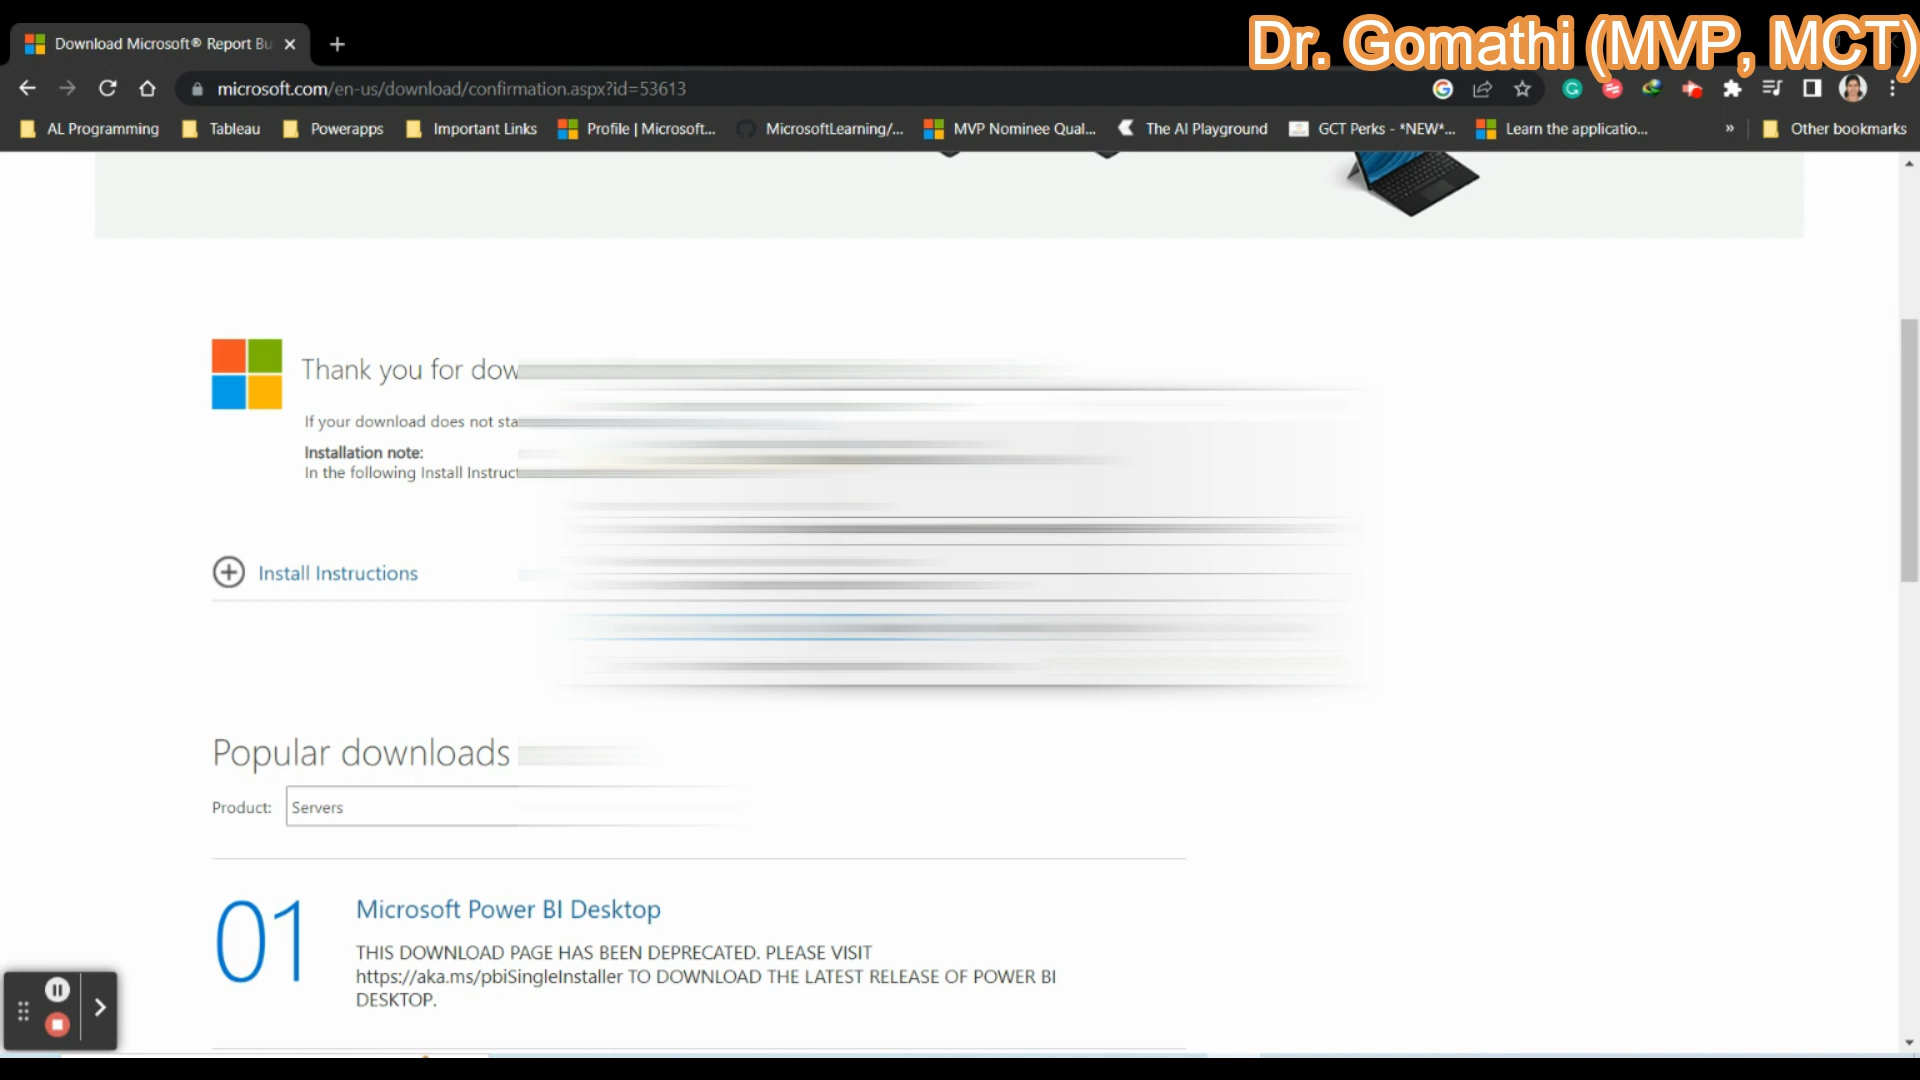 Dr. Gomathi (MVP, MCT)
Download Microsoft® Report Bu
microsoft.com/en-us/download/confirmation.aspx?id=53613
AL Programming
Tableau
Powerapps
Important Links
Profile | Microsoft...
MicrosoftLearning/...
MVP Nominee Qual...
The AI Playground
GCT Perks - *NEW*...
Learn the applicatio...
»
Other bookmarks
Thank you for dow
If your download does not sta
Installation note:
In the following Install Instruct
Install Instructions
Popular downloads
Product: Servers
01
Microsoft Power BI Desktop
THIS DOWNLOAD PAGE HAS BEEN DEPRECATED. PLEASE VISIT
https://aka.ms/pbiSingleInstaller TO DOWNLOAD THE LATEST RELEASE OF POWER BI
DESKTOP.